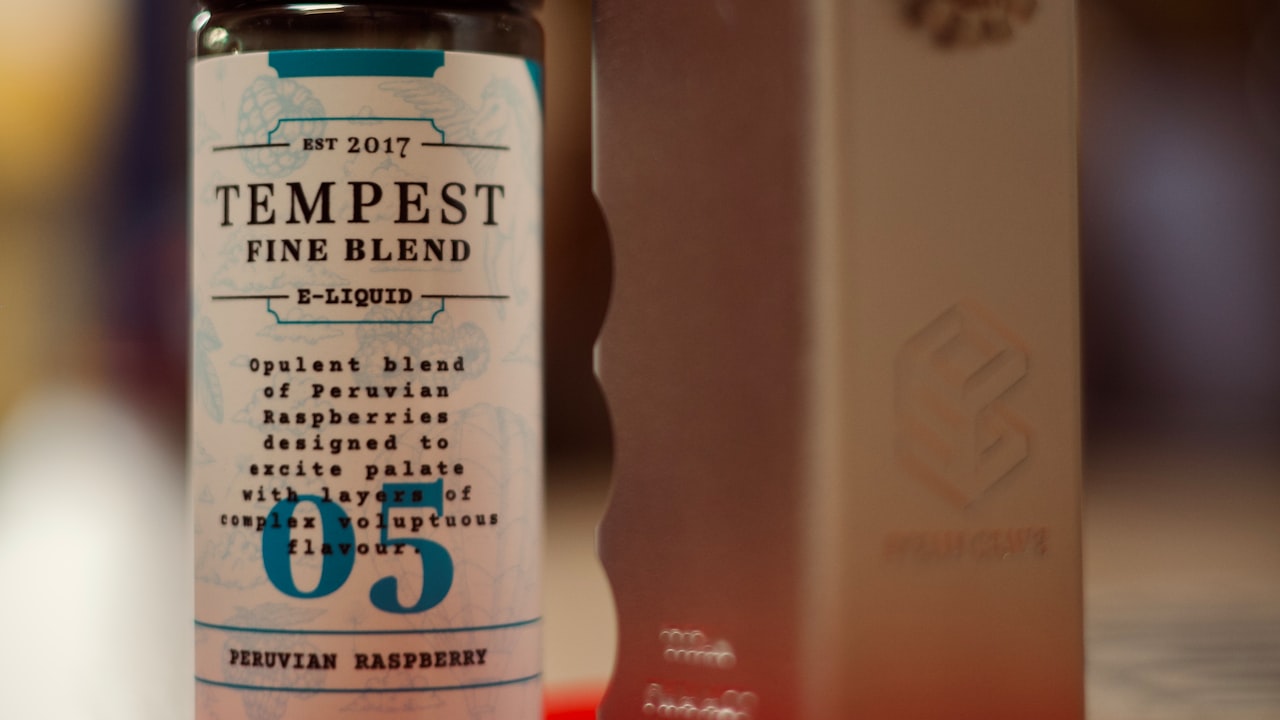 EST 2017
TEMPEST
FINE BLEND
E-LIQUID
Opulent blend
of Peruvian
Raspberries
designed to
excite palate
with layers of
complex voluptuous
flavour.
05
PERUVIAN RASPBERRY